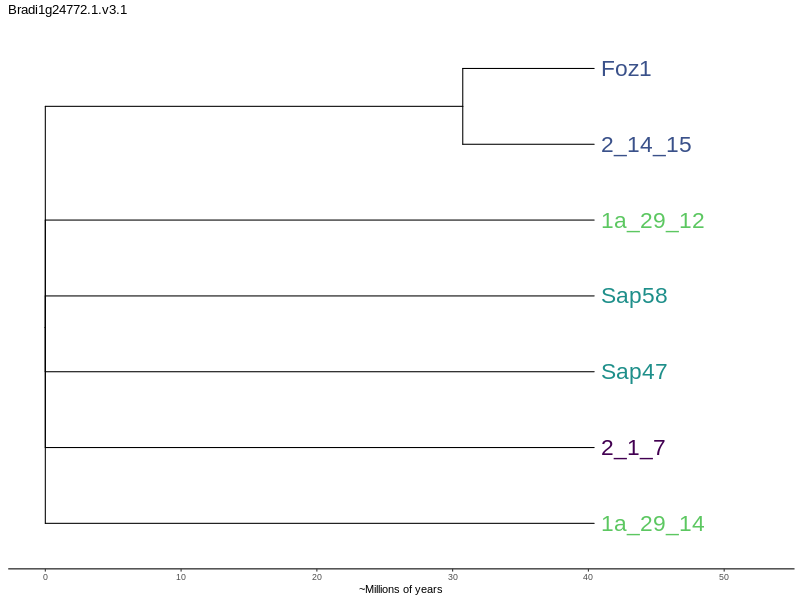 Bradi1g24772.1.v3.1
Foz1
2_14_15
1a_29_12
Sap58
Sap47
2_1_7
1a_29_14
0 10 20 30 40 50
~Millions of years